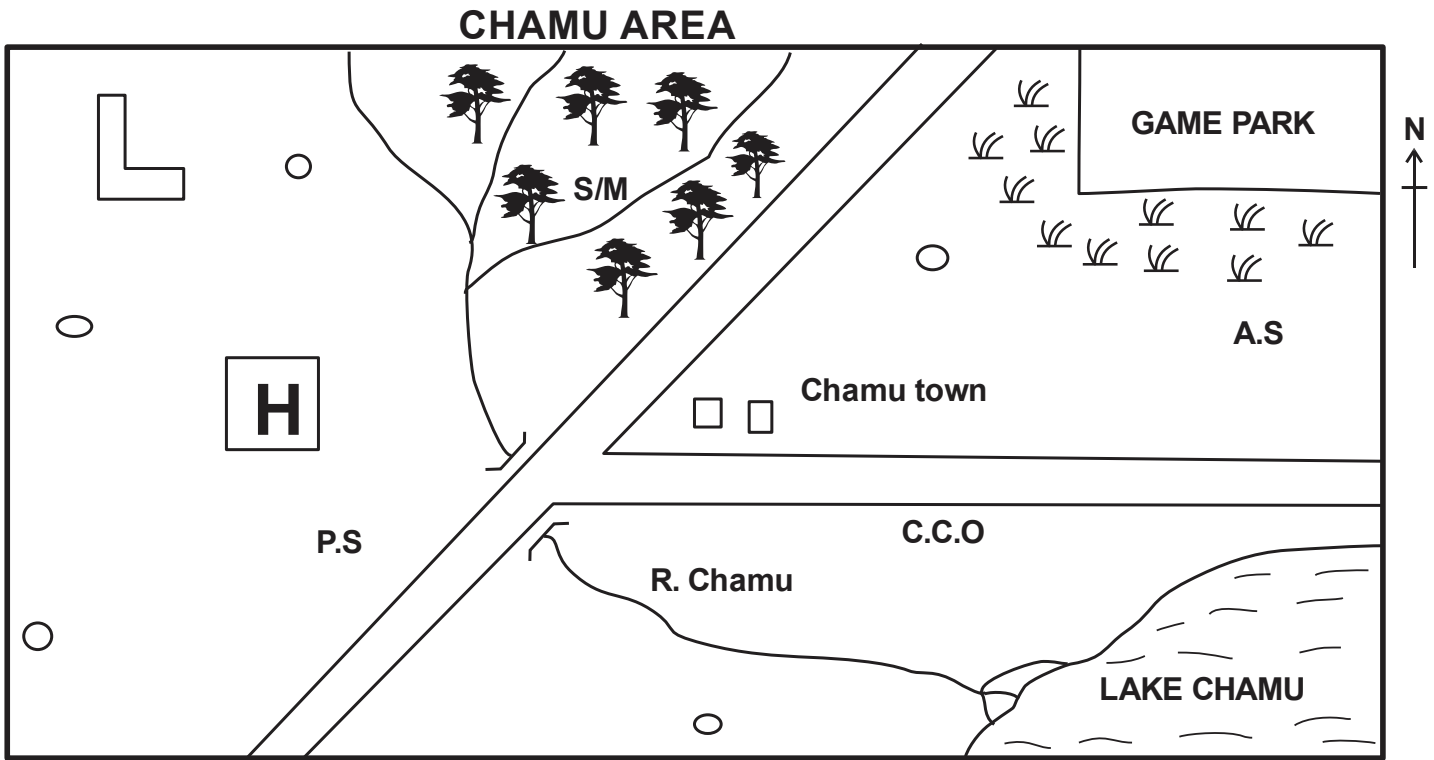 CHAMU AREA
GAME PARK
N
S/M
A.S
Chamu town
H
P.S
C.C.O
R. Chamu
LAKE CHAMU